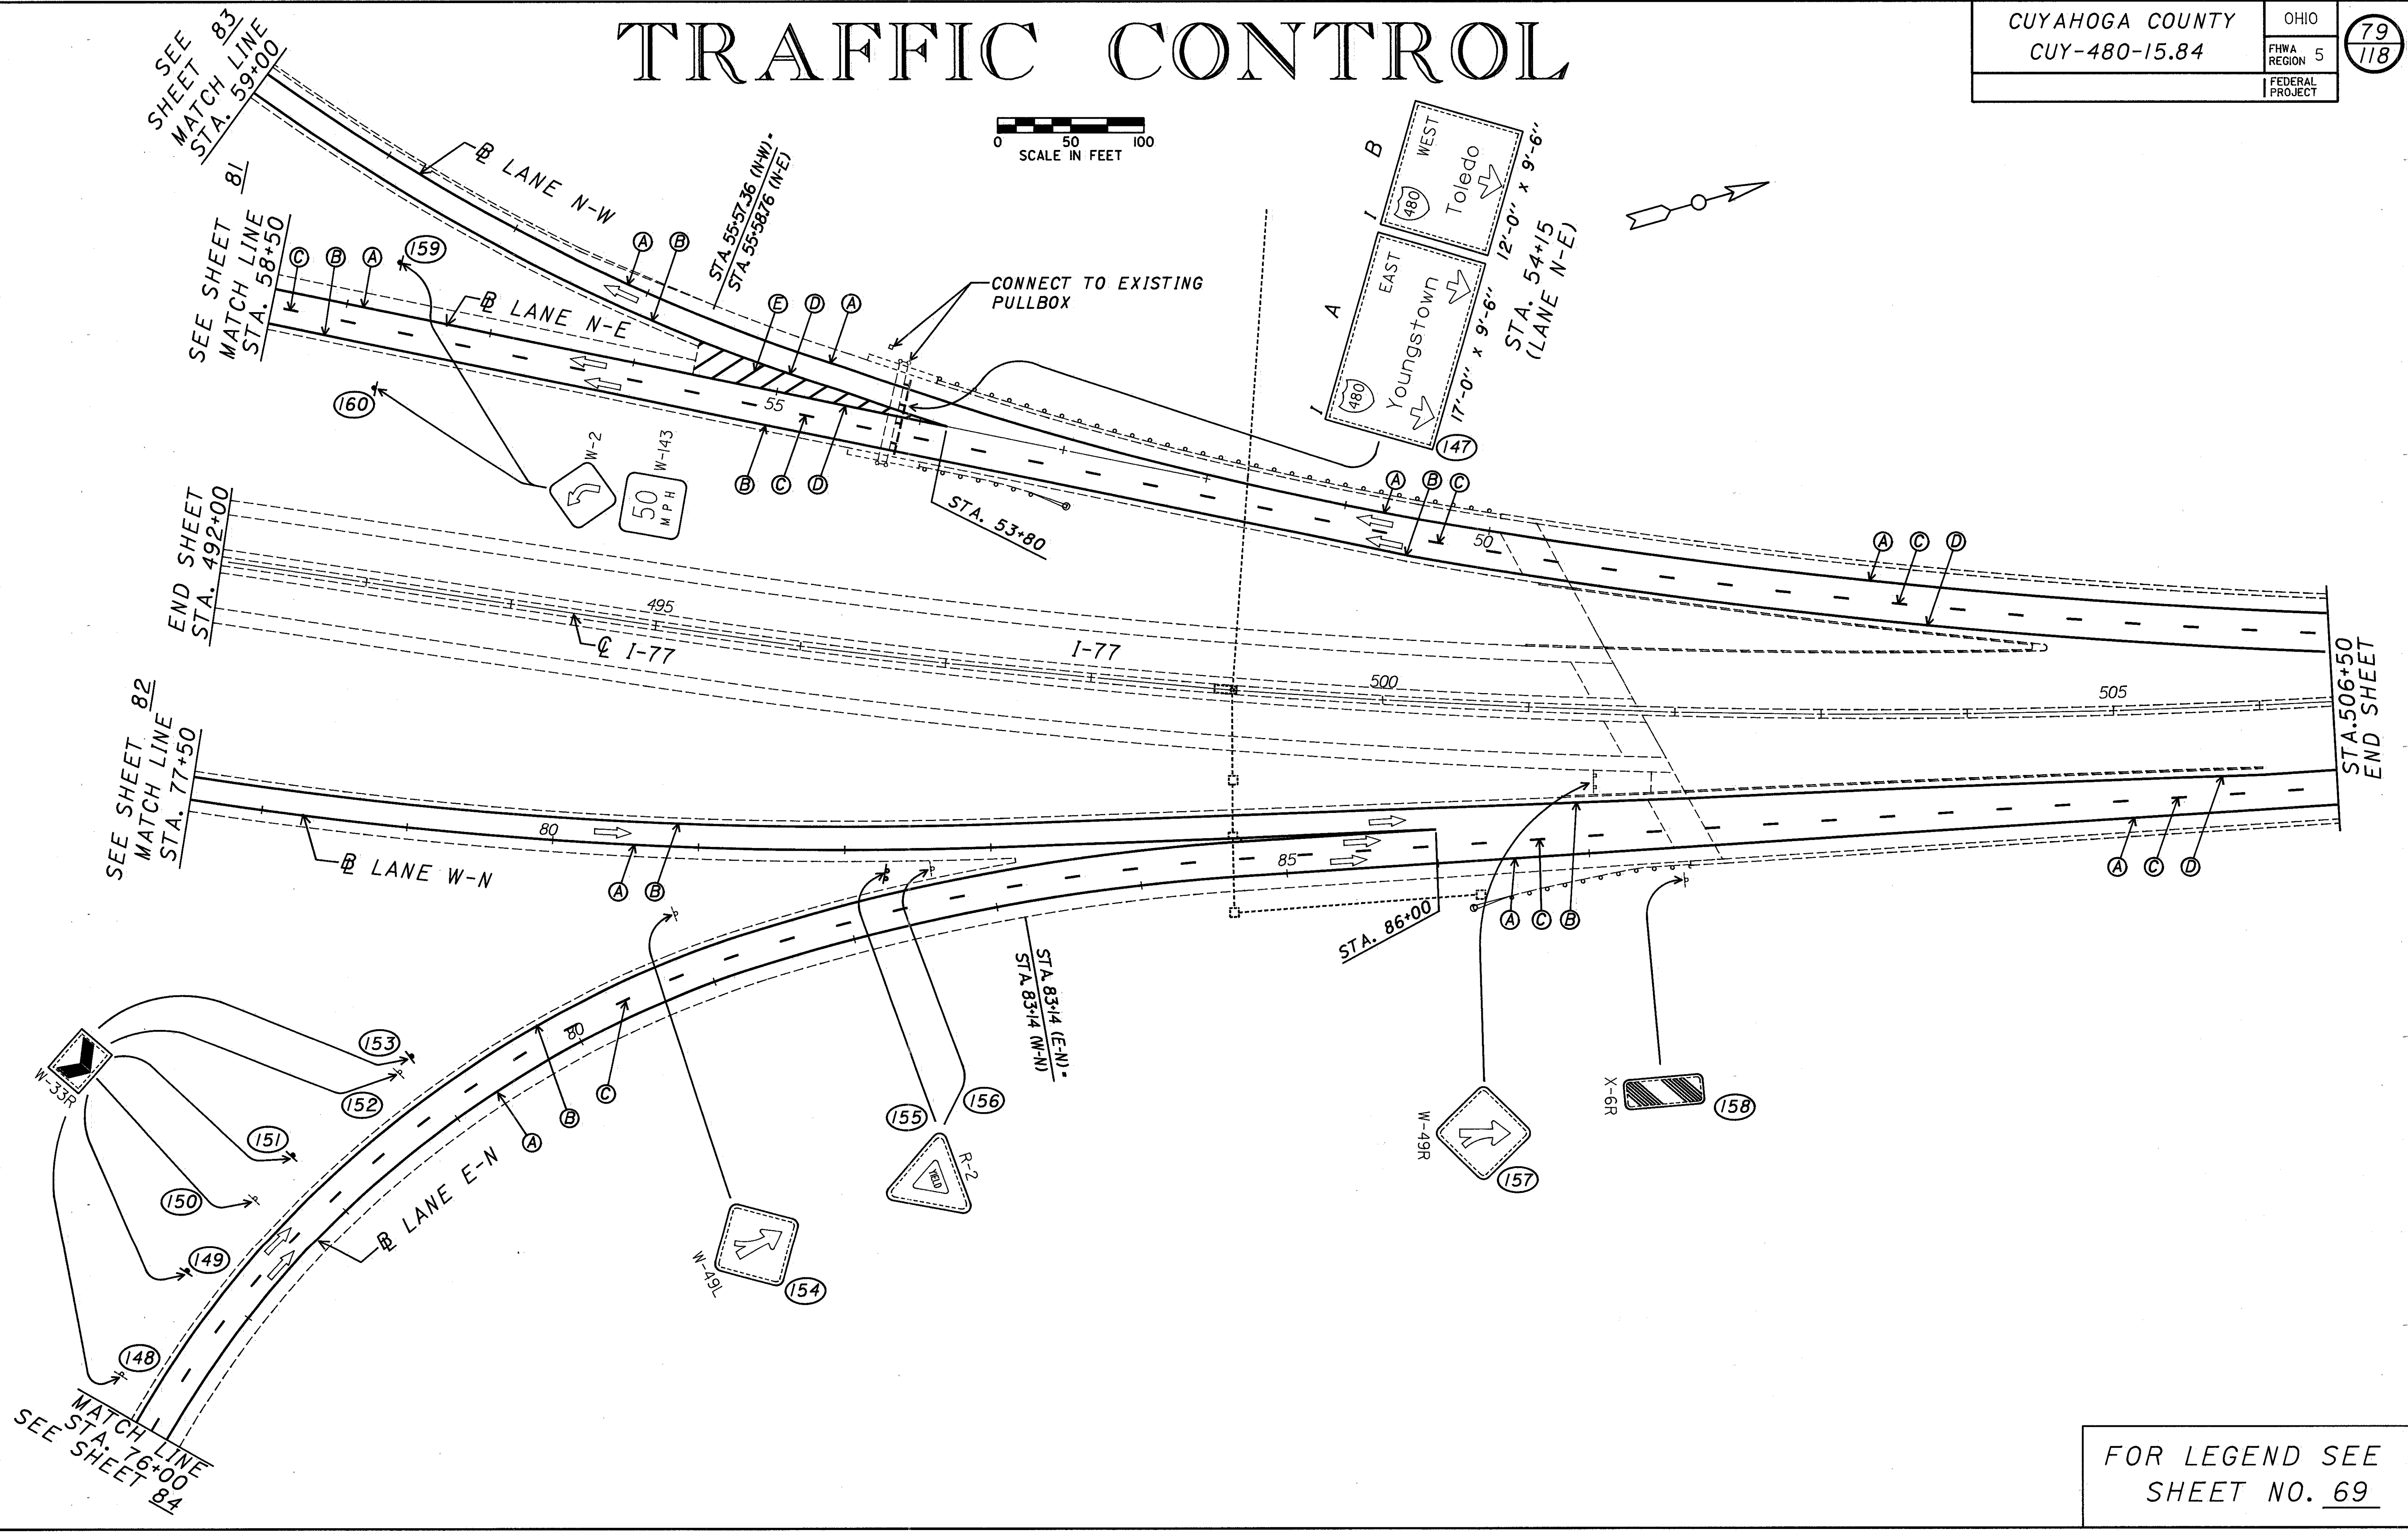 TRAFFIC CONTROL
CUYAHOGA COUNTY
CUY-480-15.84
OHIO
FHWA
REGION 5
FEDERAL
PROJECT
79
118
0 50 100
SCALE IN FEET
SEE
SHEET 83
MATCH LINE
STA. 59+00
B̲L LANE N-W
STA. 55+57.36 (N-W) =
STA. 55+58.76 (N-E)
A
B
CONNECT TO EXISTING
PULLBOX
B
WEST
I
480
Toledo
12'-0" x 9'-6"
A
EAST
I
480
Youngstown
17'-0" x 9'-6"
STA. 54+15
(LANE N-E)
147
SEE SHEET 81
MATCH LINE
STA. 58+50
C
B
A
159
BL LANE N-E
E
D
A
160
W-2
W-143
50
MPH
55
B
C
D
STA. 53+80
A
B
C
50
A
C
D
END SHEET
STA. 492+00
495
CL I-77
I-77
500
505
STA.506+50
END SHEET
SEE SHEET 82
MATCH LINE
STA. 77+50
80
BL LANE W-N
A
B
85
STA. 86+00
A
C
B
A
C
D
STA. 83+14 (E-N) =
STA. 83+14 (W-N)
80
B
C
A
BL LANE E-N
W-33R
153
152
151
150
149
148
MATCH LINE
STA. 76+00
SEE SHEET 84
W-49L
154
155
156
R-2
YIELD
W-49R
157
X-6R
158
FOR LEGEND SEE
SHEET NO. 69